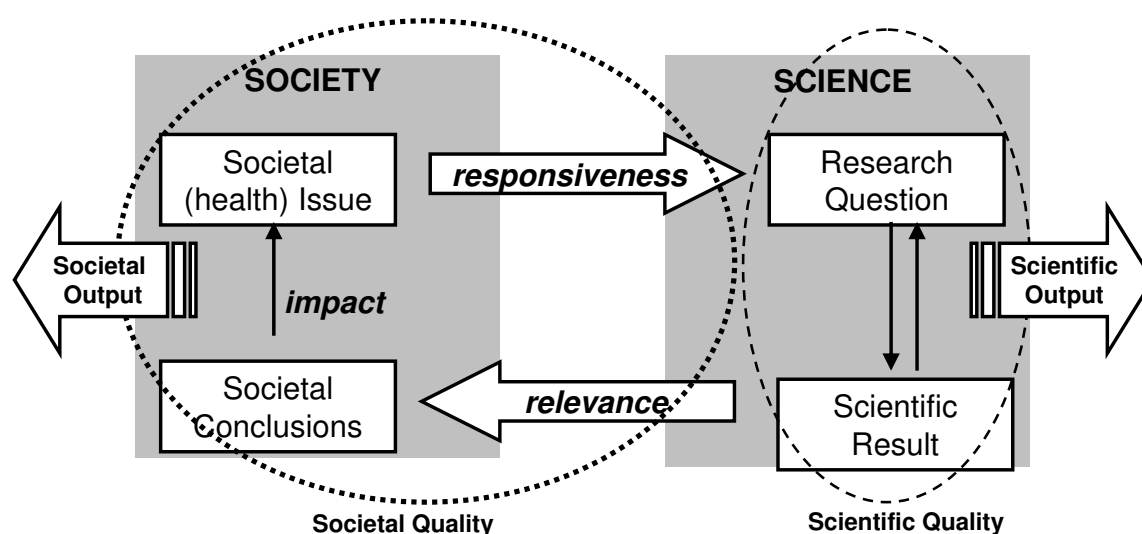 SOCIETY
SCIENCE
Societal
(health) Issue
responsiveness
Research
Question
Societal
Output
impact
Scientific
Output
Societal
Conclusions
relevance
Scientific
Result
Societal Quality
Scientific Quality